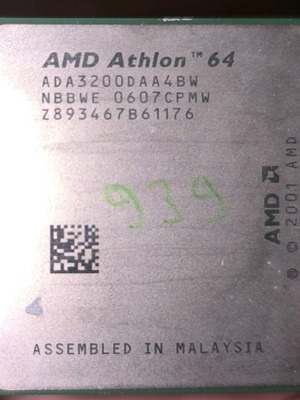 AMD Athlon™ 64
ADA3200DAA4BW
NBBWE 0607CPMW
Z893467B61176
939
AMD
© © 2001 AMD
ASSEMBLED IN MALAYSIA